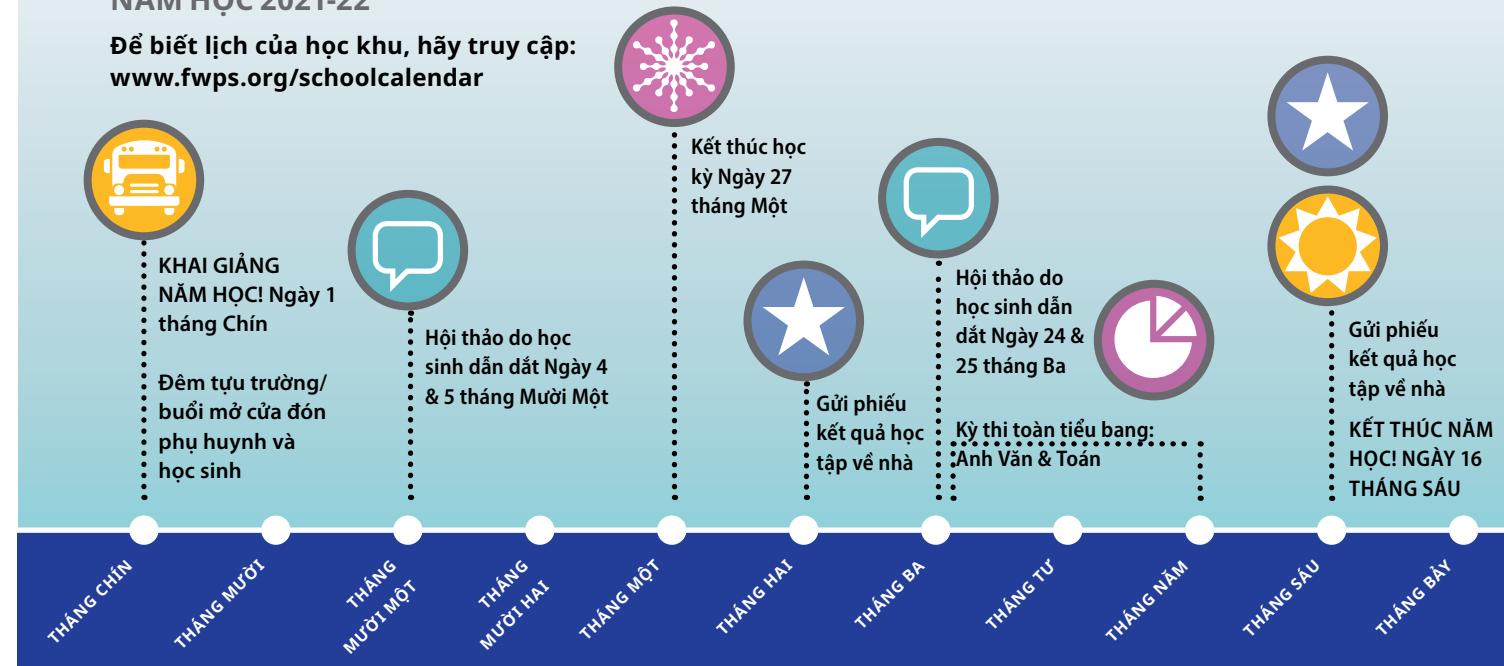 NĂM HỌC 2021-22
Để biết lịch của học khu, hãy truy cập:
www.fwps.org/schoolcalendar
KHAI GIẢNG
NĂM HỌC! Ngày 1
tháng Chín
Đêm tựu trường/
buổi mở cửa đón
phụ huynh và
học sinh
Hội thảo do học
sinh dẫn dắt Ngày 4
& 5 tháng Mười Một
Kết thúc học
kỳ Ngày 27
tháng Một
Gửi phiếu
kết quả học
tập về nhà
Hội thảo do
học sinh dẫn
dắt Ngày 24 &
25 tháng Ba
Kỳ thi toàn tiểu bang:
Anh Văn & Toán
Gửi phiếu
kết quả học
tập về nhà
KẾT THÚC NĂM
HỌC! NGÀY 16
THÁNG SÁU
THÁNG CHÍN
THÁNG MƯỜI
THÁNG
MƯỜI MỘT
THÁNG
MƯỜI HAI
THÁNG MỘT
THÁNG HAI
THÁNG BA
THÁNG TƯ
THÁNG NĂM
THÁNG SÁU
THÁNG BẢY